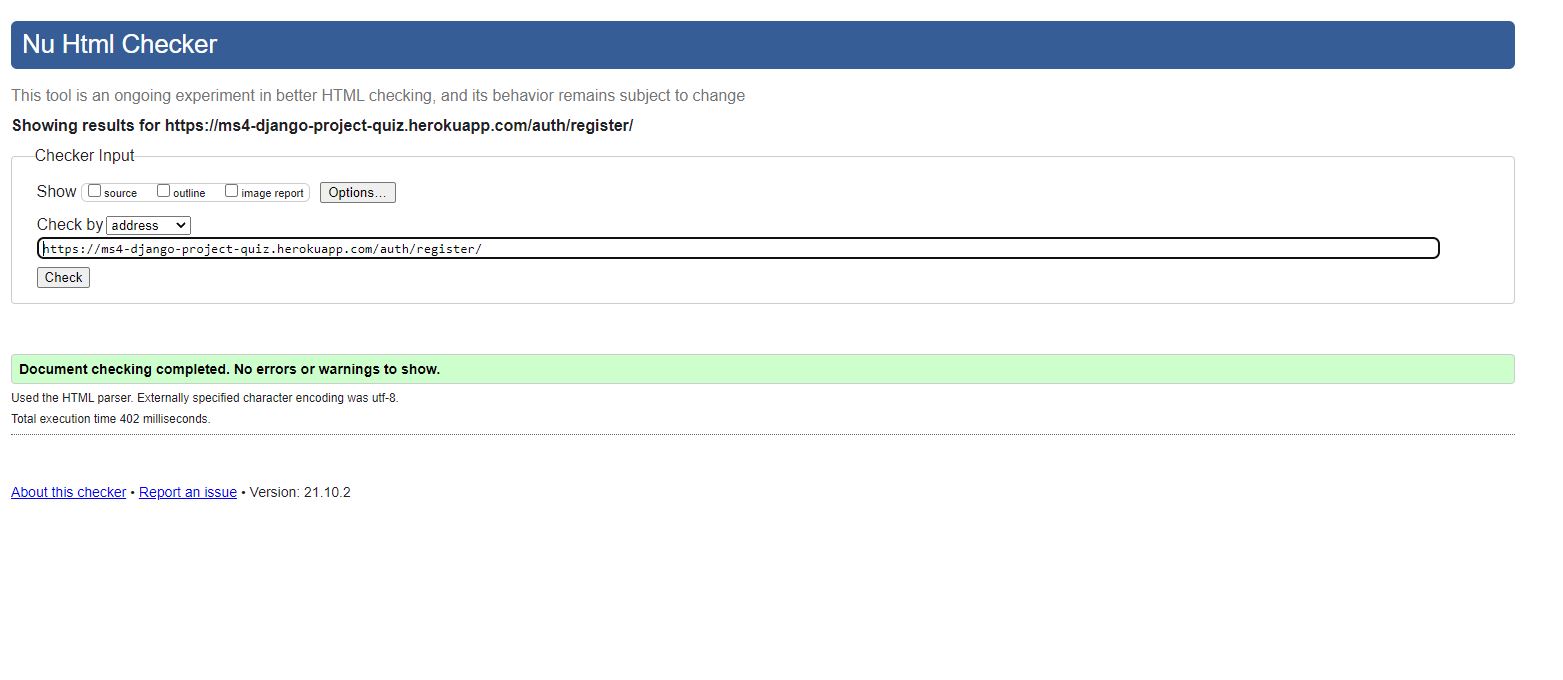 Nu Html Checker
This tool is an ongoing experiment in better HTML checking, and its behavior remains subject to change
Showing results for https://ms4-django-project-quiz.herokuapp.com/auth/register/
Checker Input
Show source outline image report Options...
Check by address
https://ms4-django-project-quiz.herokuapp.com/auth/register/
Check
Document checking completed. No errors or warnings to show.
Used the HTML parser. Externally specified character encoding was utf-8.
Total execution time 402 milliseconds.
About this checker • Report an issue • Version: 21.10.2